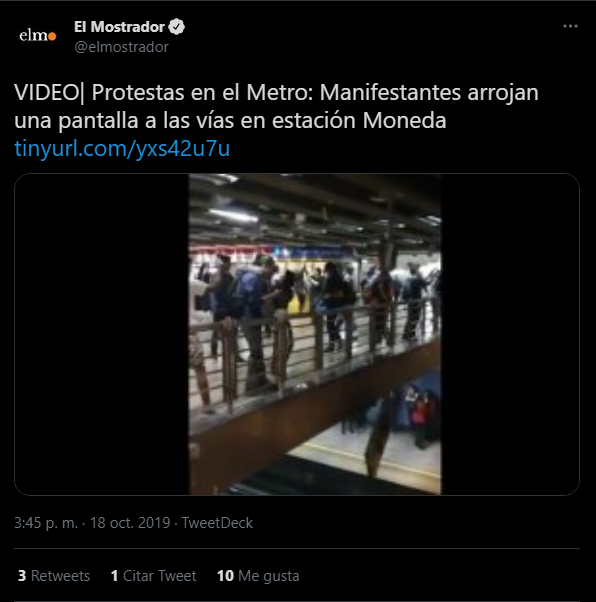 elmo
El Mostrador
@elmostrador
VIDEO| Protestas en el Metro: Manifestantes arrojan
una pantalla a las vías en estación Moneda
tinyurl.com/yxs42u7u
3:45 p. m. · 18 oct. 2019 · TweetDeck
3 Retweets 1 Citar Tweet 10 Me gusta